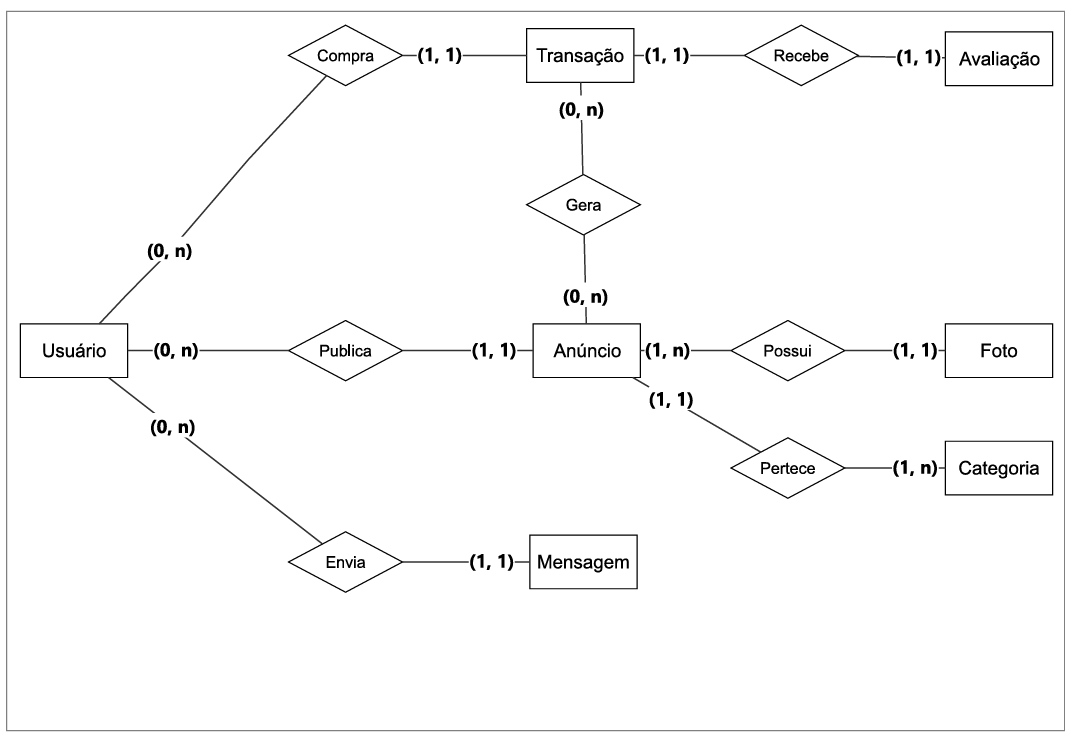 Compra
(1, 1)
Transação
(1, 1)
Recebe
(1, 1)
Avaliação
(0, n)
Gera
(0, n)
(0, n)
Usuário
(0, n)
Publica
(1, 1)
Anúncio
(1, n)
Possui
(1, 1)
Foto
(1, 1)
Pertece
(1, n)
Categoria
(0, n)
Envia
(1, 1)
Mensagem